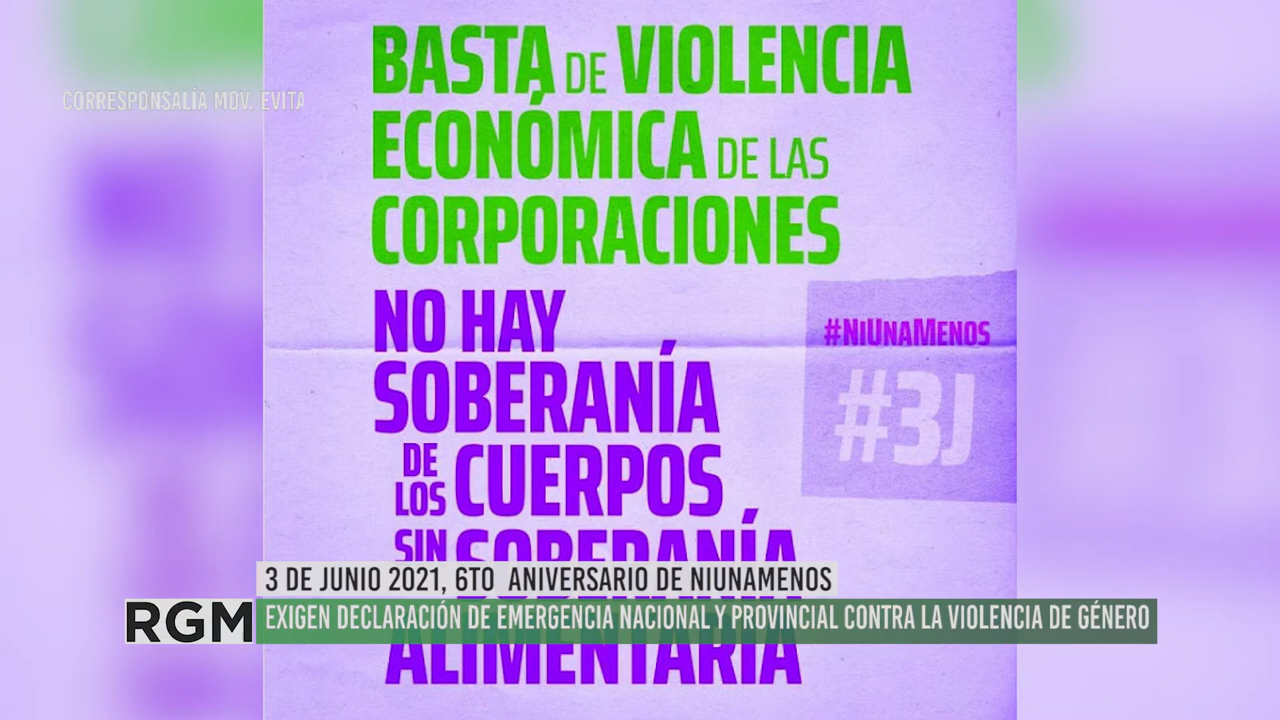 BASTA DE VIOLENCIA
ECONÓMICA DE LAS
CORPORACIONES
CORRESPONSALÍA MOV. EVITA
NO HAY
SOBERANÍA
DE LOS CUERPOS
SIN SOBERANÍA
ALIMENTARIA
#NIUNAMENOS
#3J
3 DE JUNIO 2021, 6TO ANIVERSARIO DE NIUNAMENOS
RGM
EXIGEN DECLARACIÓN DE EMERGENCIA NACIONAL Y PROVINCIAL CONTRA LA VIOLENCIA DE GÉNERO